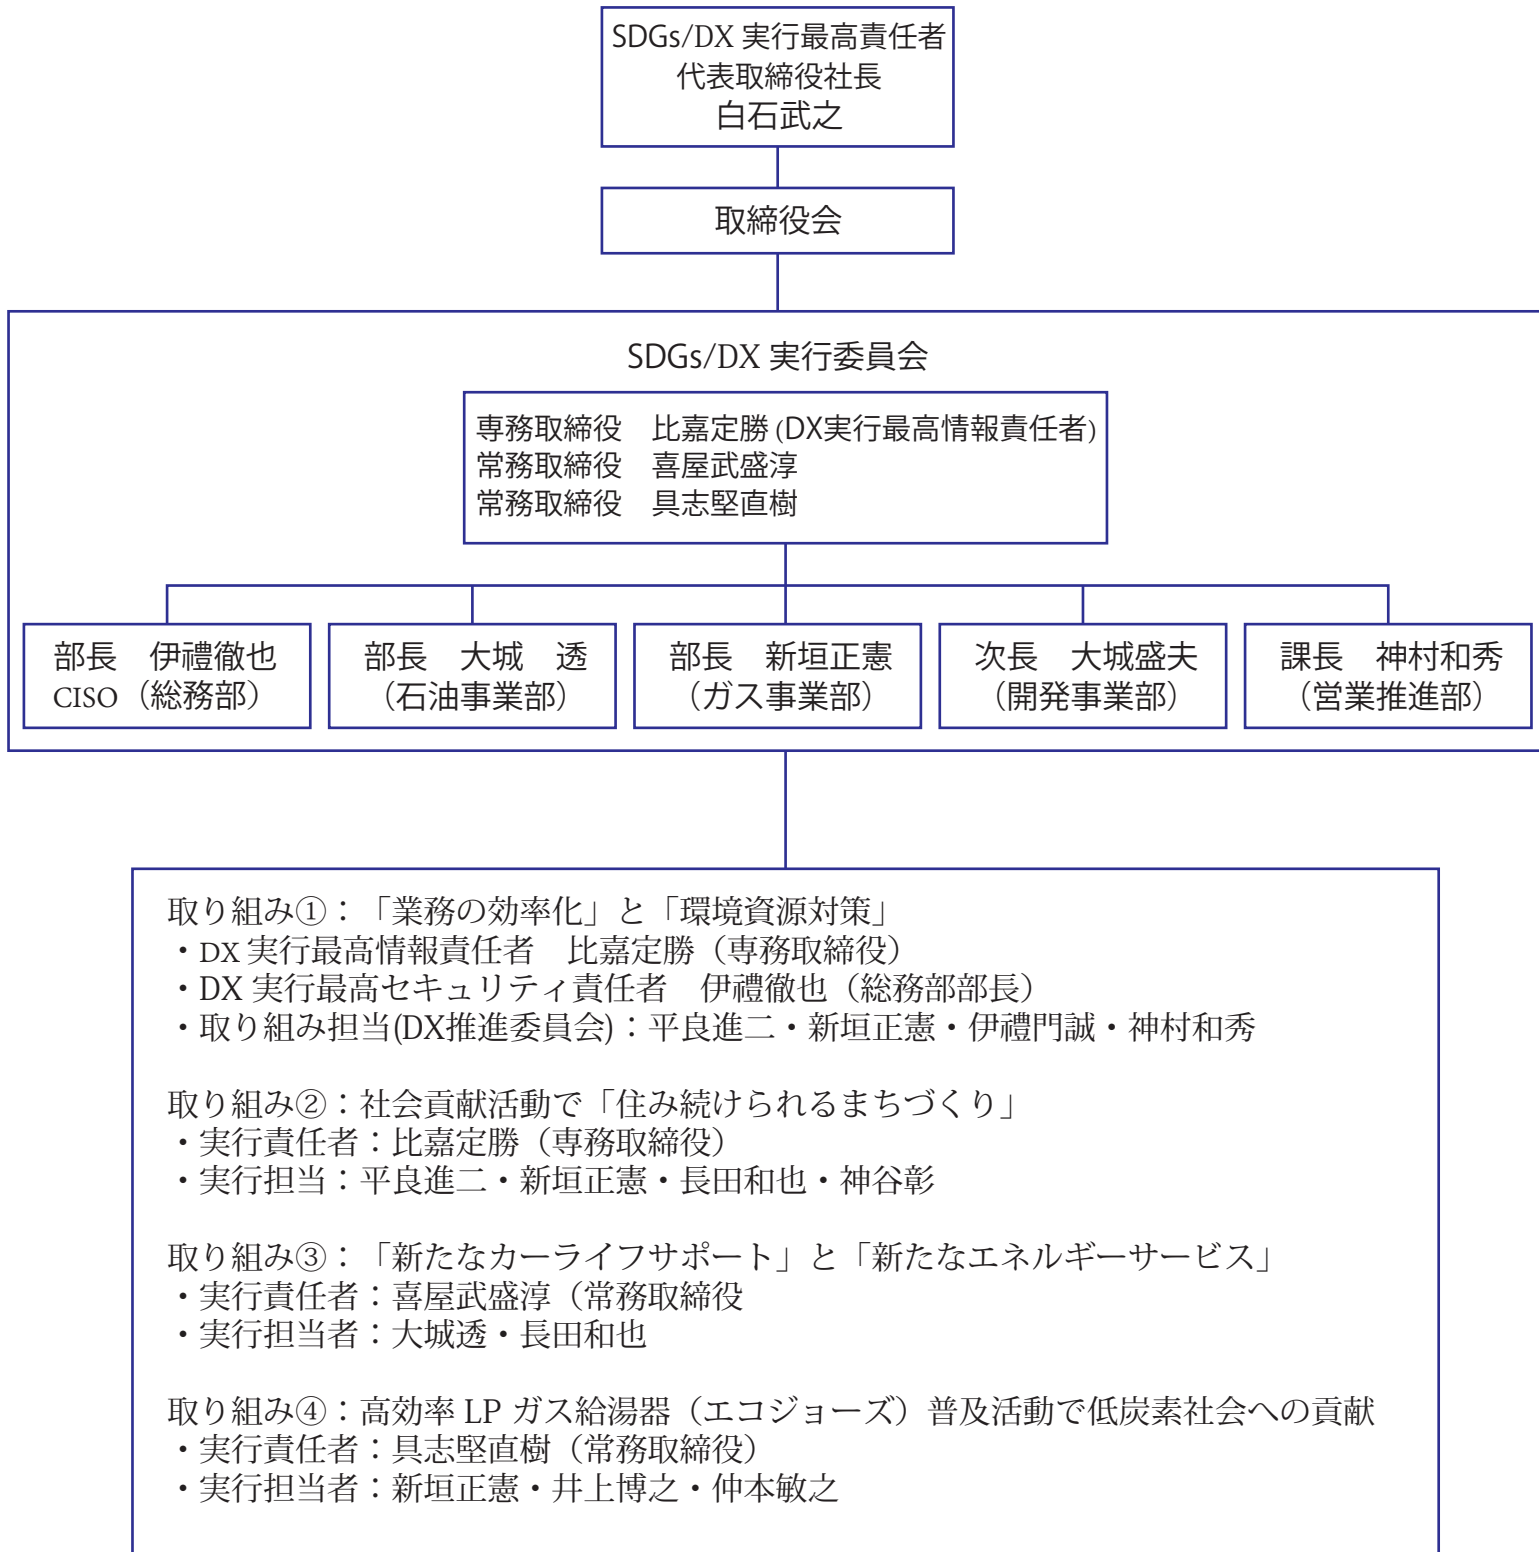 SDGs/DX 実行最高責任者
代表取締役社長
白石武之
取締役会
SDGs/DX 実行委員会
専務取締役　比嘉定勝 (DX実行最高情報責任者)
常務取締役　喜屋武盛淳
常務取締役　具志堅直樹
部長　伊禮徹也
CISO（総務部）
部長　大城　透
（石油事業部）
部長　新垣正憲
（ガス事業部）
次長　大城盛夫
（開発事業部）
課長　神村和秀
（営業推進部）
取り組み①：「業務の効率化」と「環境資源対策」
・DX 実行最高情報責任者　比嘉定勝（専務取締役）
・DX 実行最高セキュリティ責任者　伊禮徹也（総務部部長）
・取り組み担当(DX推進委員会)：平良進二・新垣正憲・伊禮門誠・神村和秀
取り組み②：社会貢献活動で「住み続けられるまちづくり」
・実行責任者：比嘉定勝（専務取締役）
・実行担当：平良進二・新垣正憲・長田和也・神谷彰
取り組み③：「新たなカーライフサポート」と「新たなエネルギーサービス」
・実行責任者：喜屋武盛淳（常務取締役
・実行担当者：大城透・長田和也
取り組み④：高効率 LP ガス給湯器（エコジョーズ）普及活動で低炭素社会への貢献
・実行責任者：具志堅直樹（常務取締役）
・実行担当者：新垣正憲・井上博之・仲本敏之